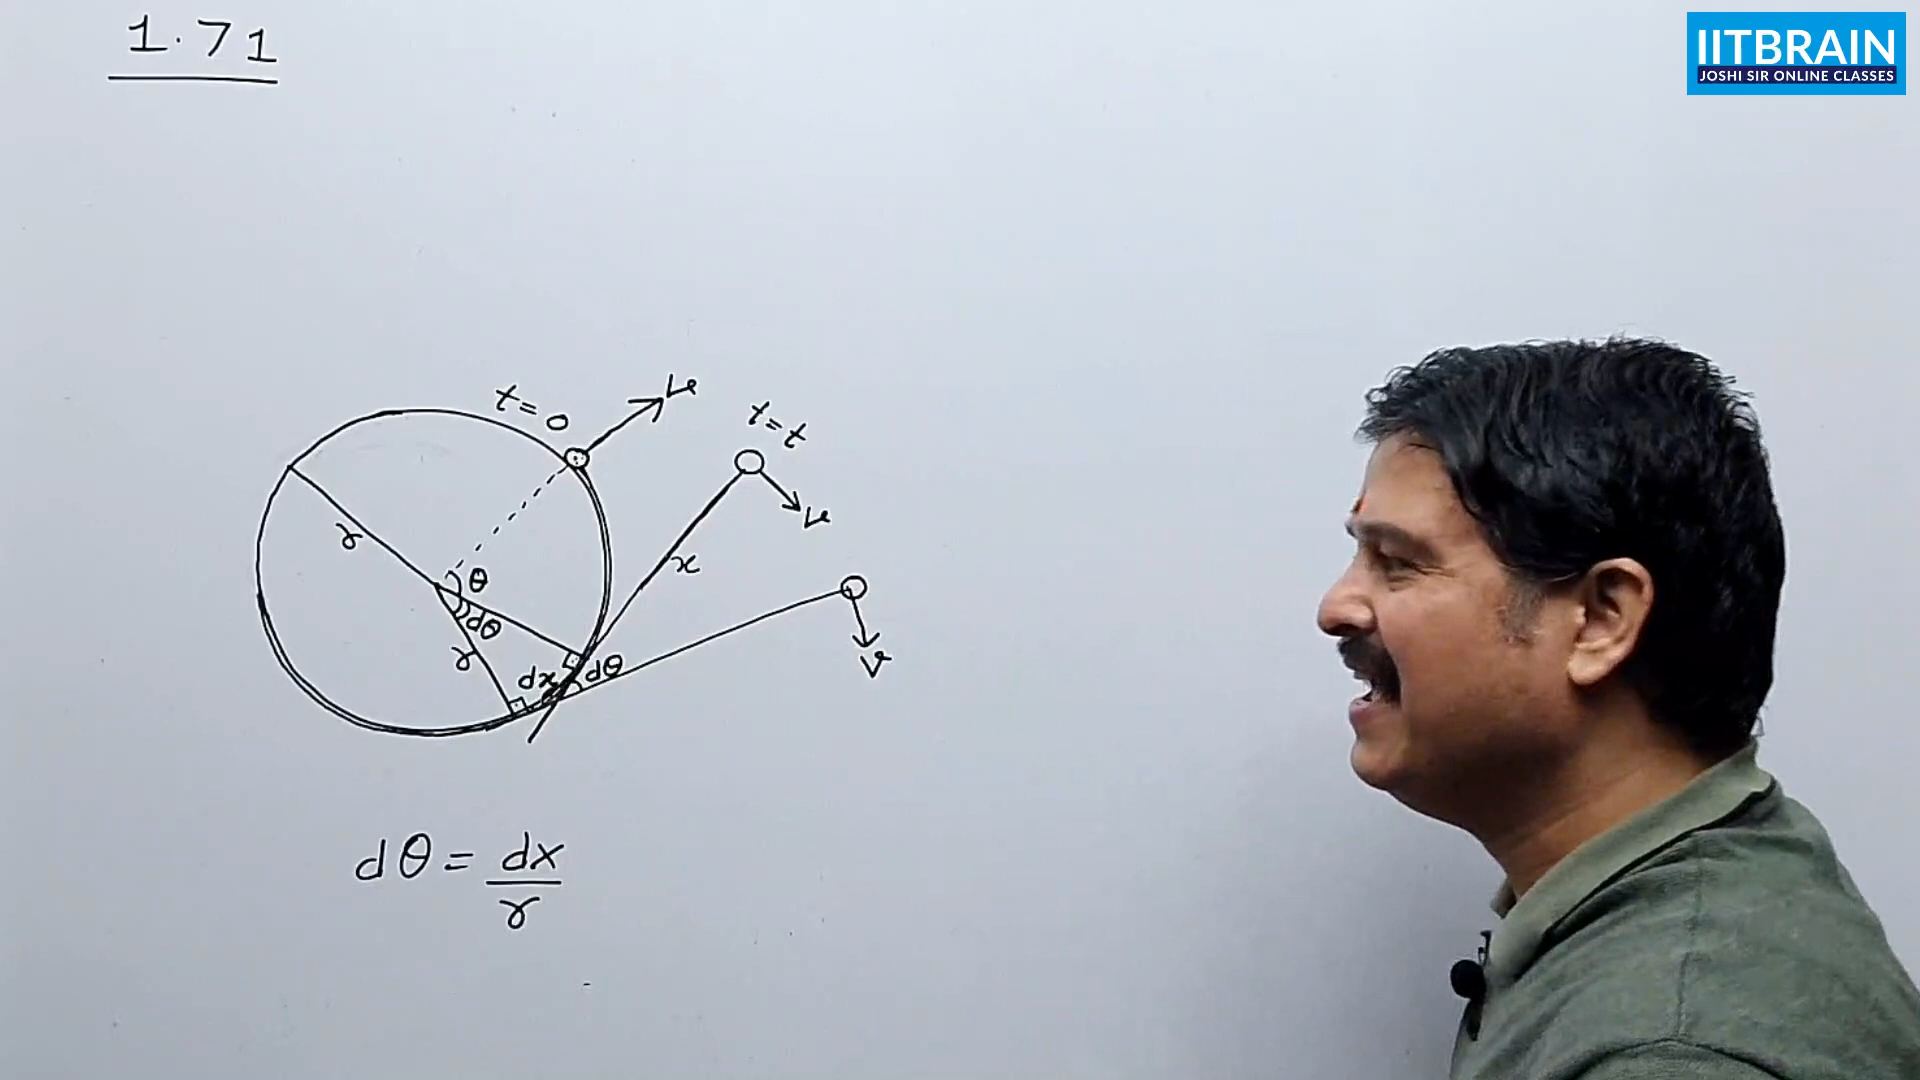 1.71
IITBRAIN
JOSHI SIR ONLINE CLASSES
t=0
v
t=t
v
r
x
θ
dθ
r
dx
dθ
v
dθ = dx
r